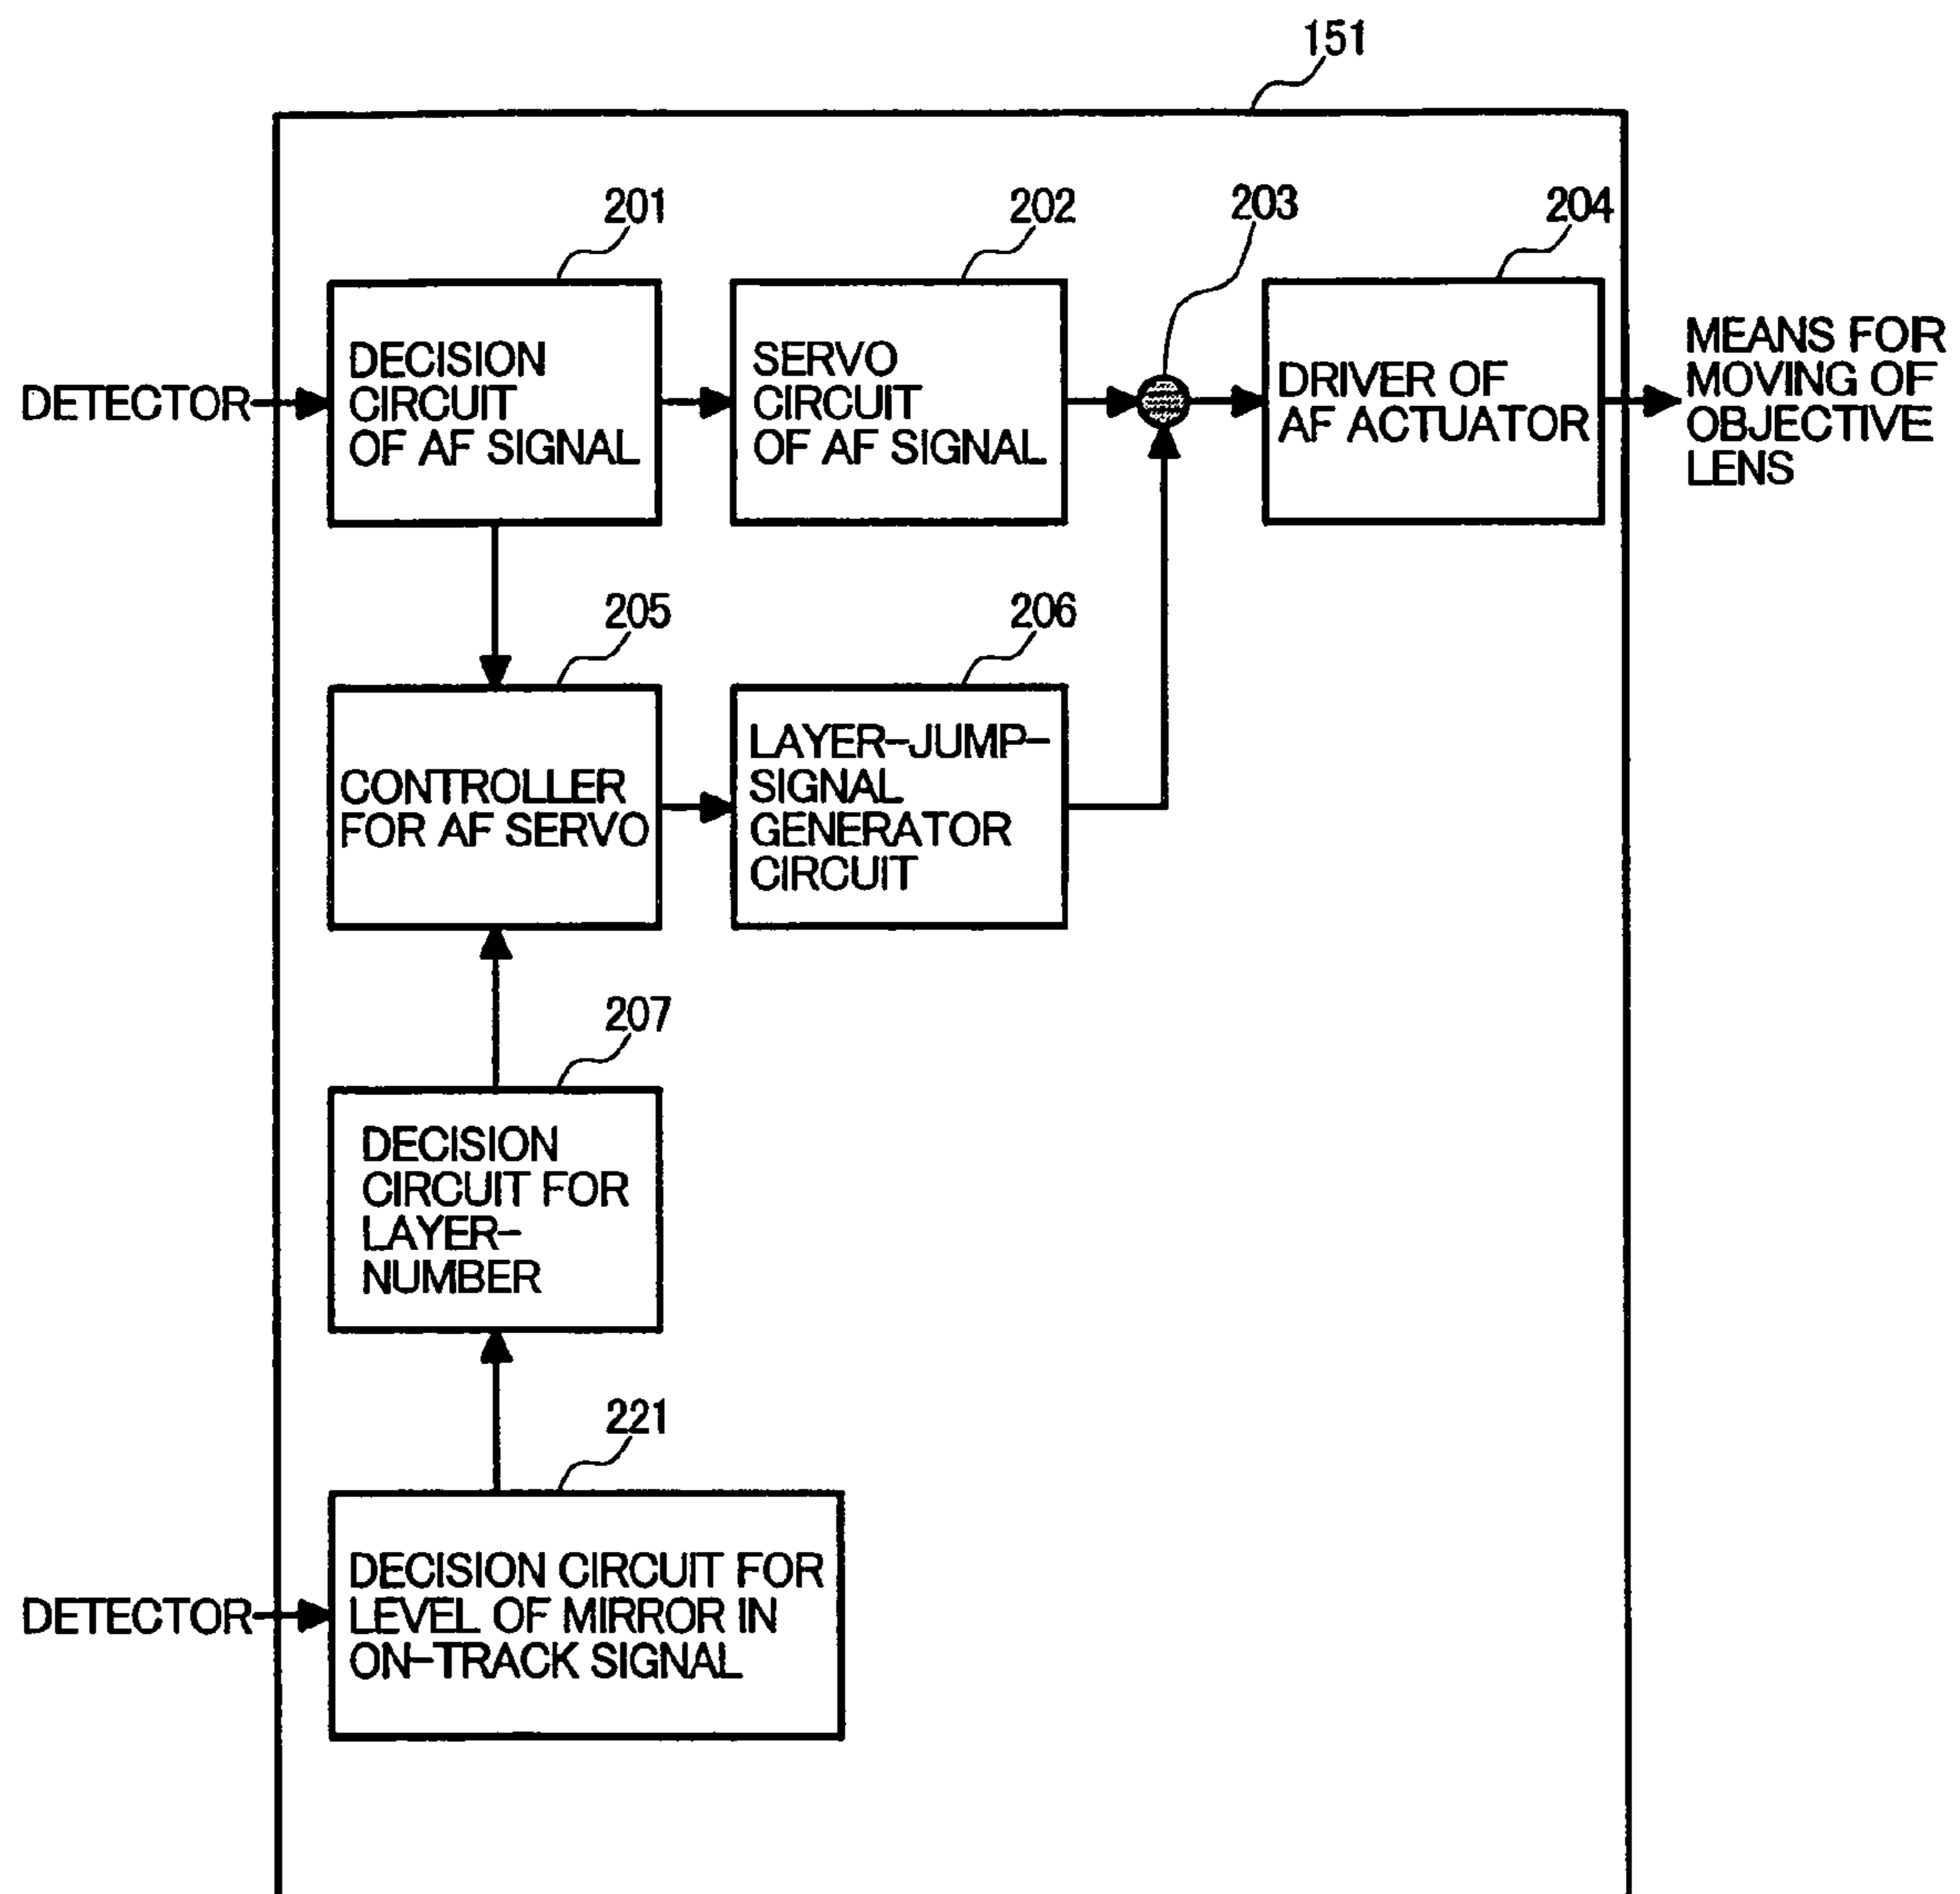 151
201
202
203
204
DETECTOR
DECISION
CIRCUIT
OF AF SIGNAL
SERVO
CIRCUIT
OF AF SIGNAL
DRIVER OF
AF ACTUATOR
MEANS FOR
MOVING OF
OBJECTIVE
LENS
205
206
CONTROLLER
FOR AF SERVO
LAYER-JUMP-
SIGNAL
GENERATOR
CIRCUIT
207
DECISION
CIRCUIT FOR
LAYER-
NUMBER
221
DETECTOR
DECISION CIRCUIT FOR
LEVEL OF MIRROR IN
ON-TRACK SIGNAL